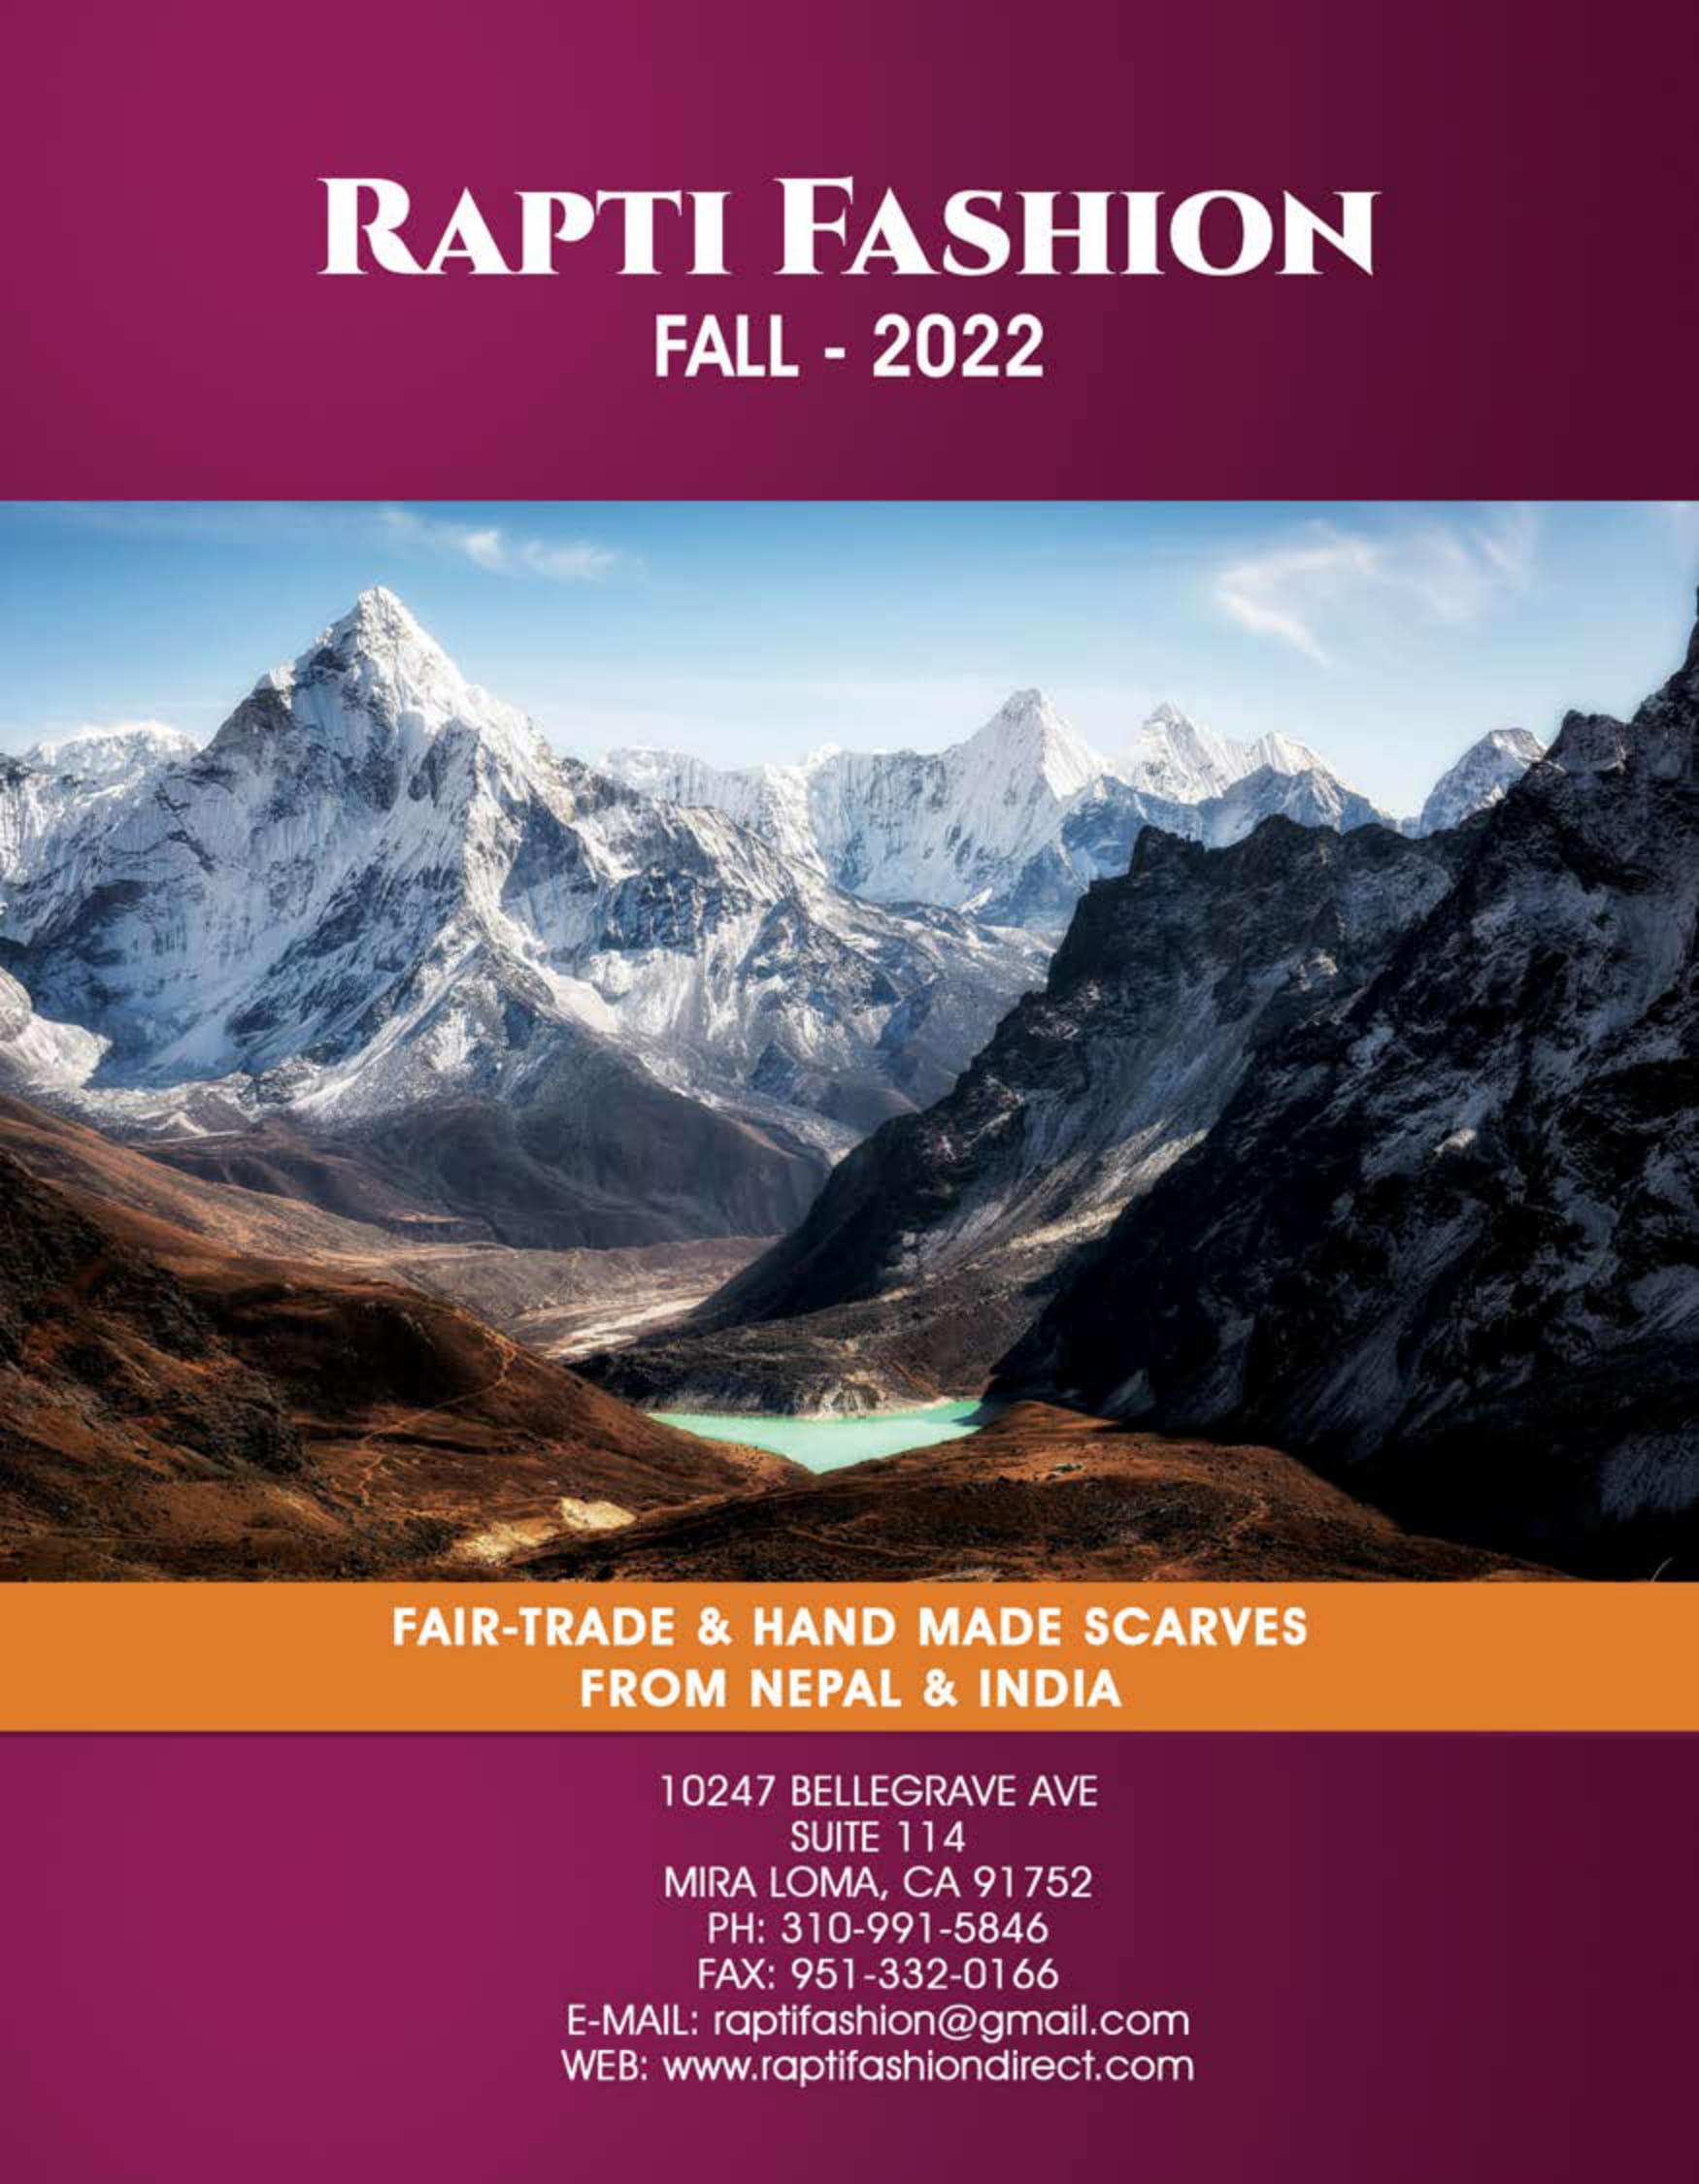 RAPTI FASHION
FALL - 2022
FAIR-TRADE & HAND MADE SCARVES
FROM NEPAL & INDIA
10247 BELLEGRAVE AVE
SUITE 114
MIRA LOMA, CA 91752
PH: 310-991-5846
FAX: 951-332-0166
E-MAIL: raptifashion@gmail.com
WEB: www.raptifashiondirect.com